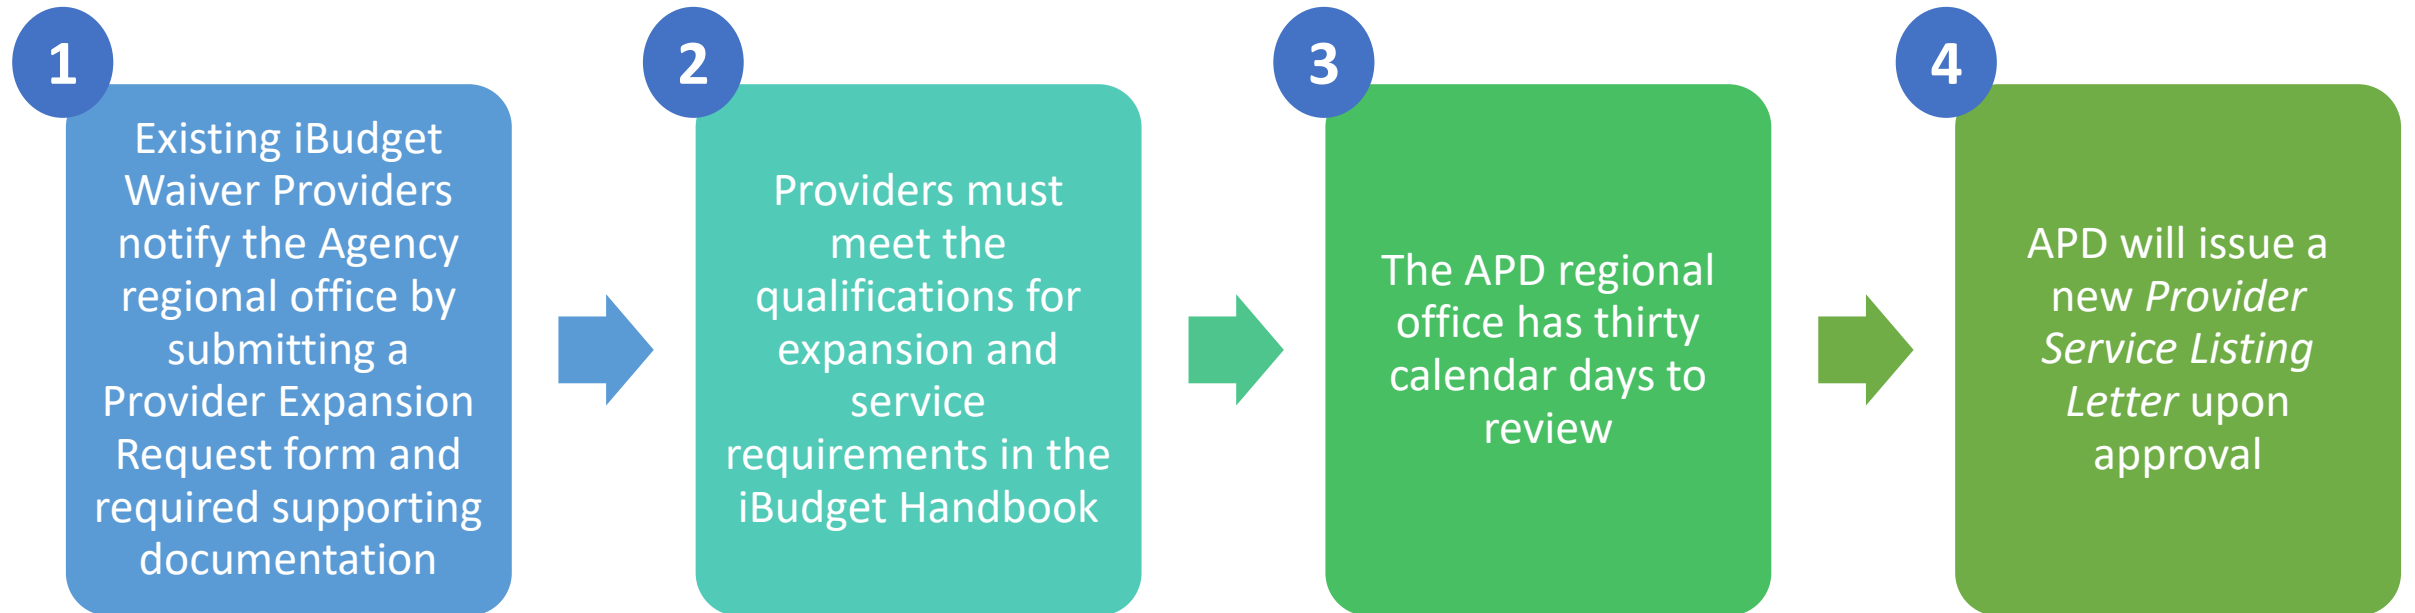 1
Existing iBudget
Waiver Providers
notify the Agency
regional office by
submitting a
Provider Expansion
Request form and
required supporting
documentation
2
Providers must
meet the
qualifications for
expansion and
service
requirements in the
iBudget Handbook
3
The APD regional
office has thirty
calendar days to
review
4
APD will issue a
new Provider
Service Listing
Letter upon
approval